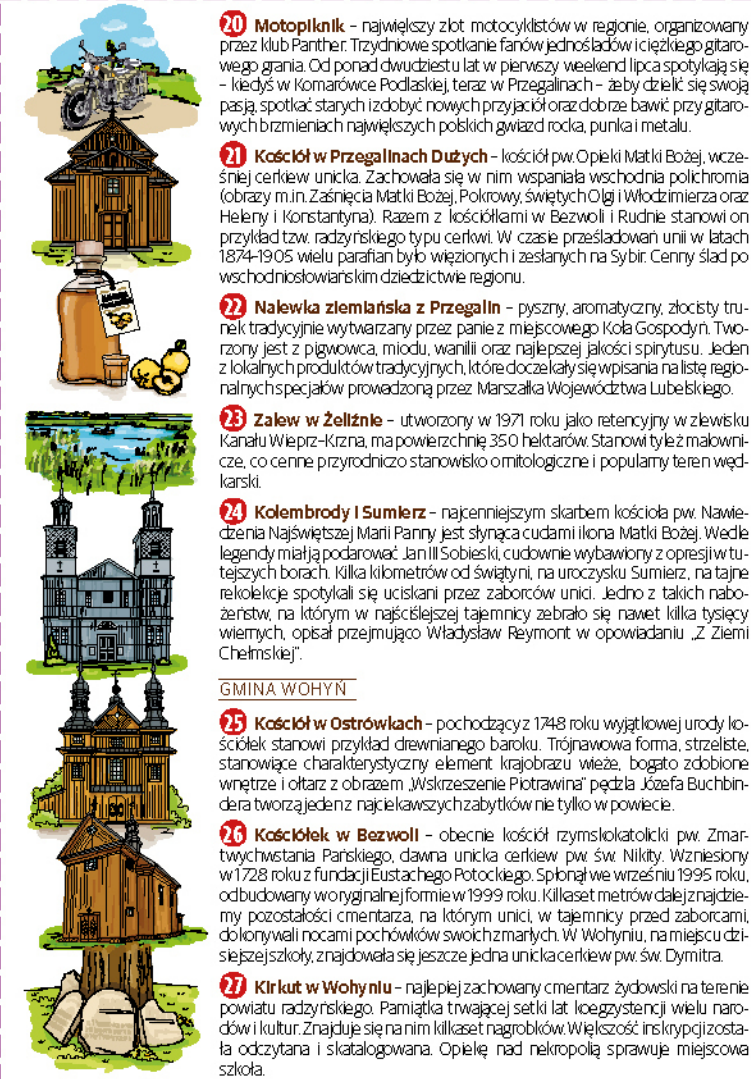 20 Motopiknik – największy zlot motocyklistów w regionie, organizowany
przez klub Panther. Trzydniowe spotkanie fanów jednośladów i ciężkiego gitaro-
wego grania. Od ponad dwudziestu lat w pierwszy weekend lipca spotykają się
– kiedyś w Komarówce Podlaskiej, teraz w Przegalinach – żeby dzielić się swoją
pasją, spotkać starych i zdobyć nowych przyjaciół oraz dobrze bawić przy gitaro-
wych brzmieniach największych polskich gwiazd rocka, punka i metalu.
21 Kościół w Przegalinach Dużych – kościół pw. Opieki Matki Bożej, wcze-
śniej cerkiew unicka. Zachowała się w nim wspaniała wschodnia polichromia
(obrazy m.in. Zaśnięcia Matki Bożej, Pokrowy, świętych Olgi i Włodzimierza oraz
Heleny i Konstantyna). Razem z kościółkami w Bezwoli i Rudnie stanowi on
przykład tzw. radzyńskiego typu cerkwi. W czasie prześladowań unii w latach
1874-1905 wielu parafian było więzionych i zesłanych na Sybir. Cenny ślad po
wschodniosłowiańskim dziedzictwie regionu.
22 Nalewka ziemiańska z Przegalin – pyszny, aromatyczny, złocisty tru-
nek tradycyjnie wytwarzany przez panie z miejscowego Koła Gospodyń. Two-
rzony jest z pigwowca, miodu, wanilii oraz najlepszej jakości spirytusu. Jeden
z lokalnych produktów tradycyjnych, które doczekały się wpisania na listę regio-
nalnych specjałów prowadzoną przez Marszałka Województwa Lubelskiego.
23 Zalew w Żeliźnie – utworzony w 1971 roku jako retencyjny w zlewisku
Kanału Wieprz-Krzna, ma powierzchnię 350 hektarów. Stanowi tyleż malowni-
cze, co cenne przyrodniczo stanowisko ornitologiczne i popularny teren węd-
karski.
24 Kolembrody i Sumierz – najcenniejszym skarbem kościoła pw. Nawie-
dzenia Najświętszej Marii Panny jest słynąca cudami ikona Matki Bożej. Wedle
legendy miał ją podarować Jan III Sobieski, cudownie wybawiony z opresji w tu-
tejszych borach. Kilka kilometrów od świątyni, na uroczysku Sumierz, na tajne
rekolekcje spotykali się uciskani przez zaborców unici. Jedno z takich nabo-
żeństw, na którym w najściślejszej tajemnicy zebrało się nawet kilka tysięcy
wiernych, opisał przejmująco Władysław Reymont w opowiadaniu „Z Ziemi
Chełmskiej”.
GMINA WOHYŃ
25 Kościół w Ostrówkach – pochodzący z 1748 roku wyjątkowej urody ko-
ściółek stanowi przykład drewnianego baroku. Trójnawowa forma, strzeliste,
stanowiące charakterystyczny element krajobrazu wieże, bogato zdobione
wnętrze i ołtarz z obrazem „Wskrzeszenie Piotrawina” pędzla Józefa Buchbin-
dera tworzą jeden z najciekawszych zabytków nie tylko w powiecie.
26 Kościółek w Bezwoli – obecnie kościół rzymskokatolicki pw. Zmar-
twychwstania Pańskiego, dawna unicka cerkiew pw. św. Nikity. Wzniesiony
w 1728 roku z fundacji Eustachego Potockiego. Spłonął we wrześniu 1995 roku,
odbudowany w oryginalnej formie w 1999 roku. Kilkaset metrów dalej znajdzie-
my pozostałości cmentarza, na którym unici, w tajemnicy przed zaborcami,
dokonywali nocami pochówków swoich zmarłych. W Wohyniu, na miejscu dzi-
siejszej szkoły, znajdowała się jeszcze jedna unicka cerkiew pw. św. Dymitra.
27 Kirkut w Wohyniu – najlepiej zachowany cmentarz żydowski na terenie
powiatu radzyńskiego. Pamiątka trwającej setki lat koegzystencji wielu naro-
dów i kultur. Znajduje się na nim kilkaset nagrobków. Większość inskrypcji zosta-
ła odczytana i skatalogowana. Opiekę nad nekropolią sprawuje miejscowa
szkoła.